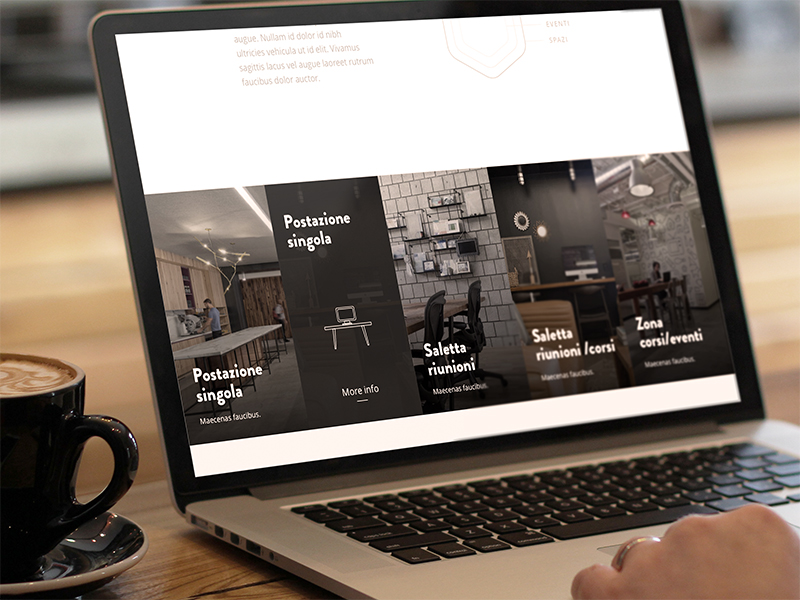 augue. Nullam id dolor id nibh
ultricies vehicula ut id elit. Vivamus
sagittis lacus vel augue laoreet rutrum
faucibus dolor auctor.
EVENTI
SPAZI
Postazione
singola
Maecenas faucibus.
Postazione
singola
More info
Saletta
riunioni
Maecenas faucibus.
Saletta
riunioni /corsi
Maecenas faucibus.
Zona
corsi/eventi
Maecenas faucibus.